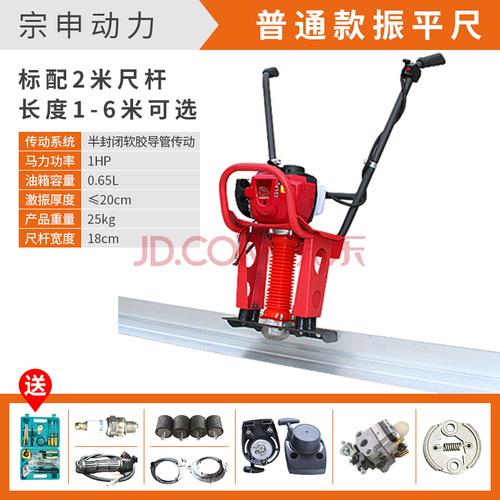 宗申动力
普通款振平尺
标配2米尺杆
长度1-6米可选
传动系统 半封闭软胶导管传动
马力功率 1HP
油箱容量 0.65L
激振厚度 ≤20cm
产品重量 25kg
尺杆宽度 18cm
送